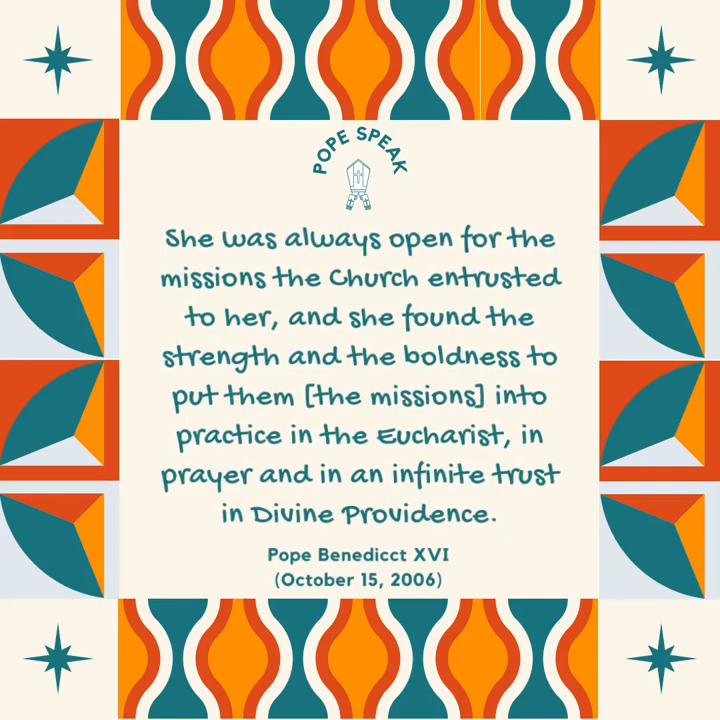 POPE SPEAK
She was always open for the
missions the Church entrusted
to her, and she found the
strength and the boldness to
put them [the missions] into
practice in the Eucharist, in
prayer and in an infinite trust
in Divine Providence.
Pope Benedicct XVI
(October 15, 2006)